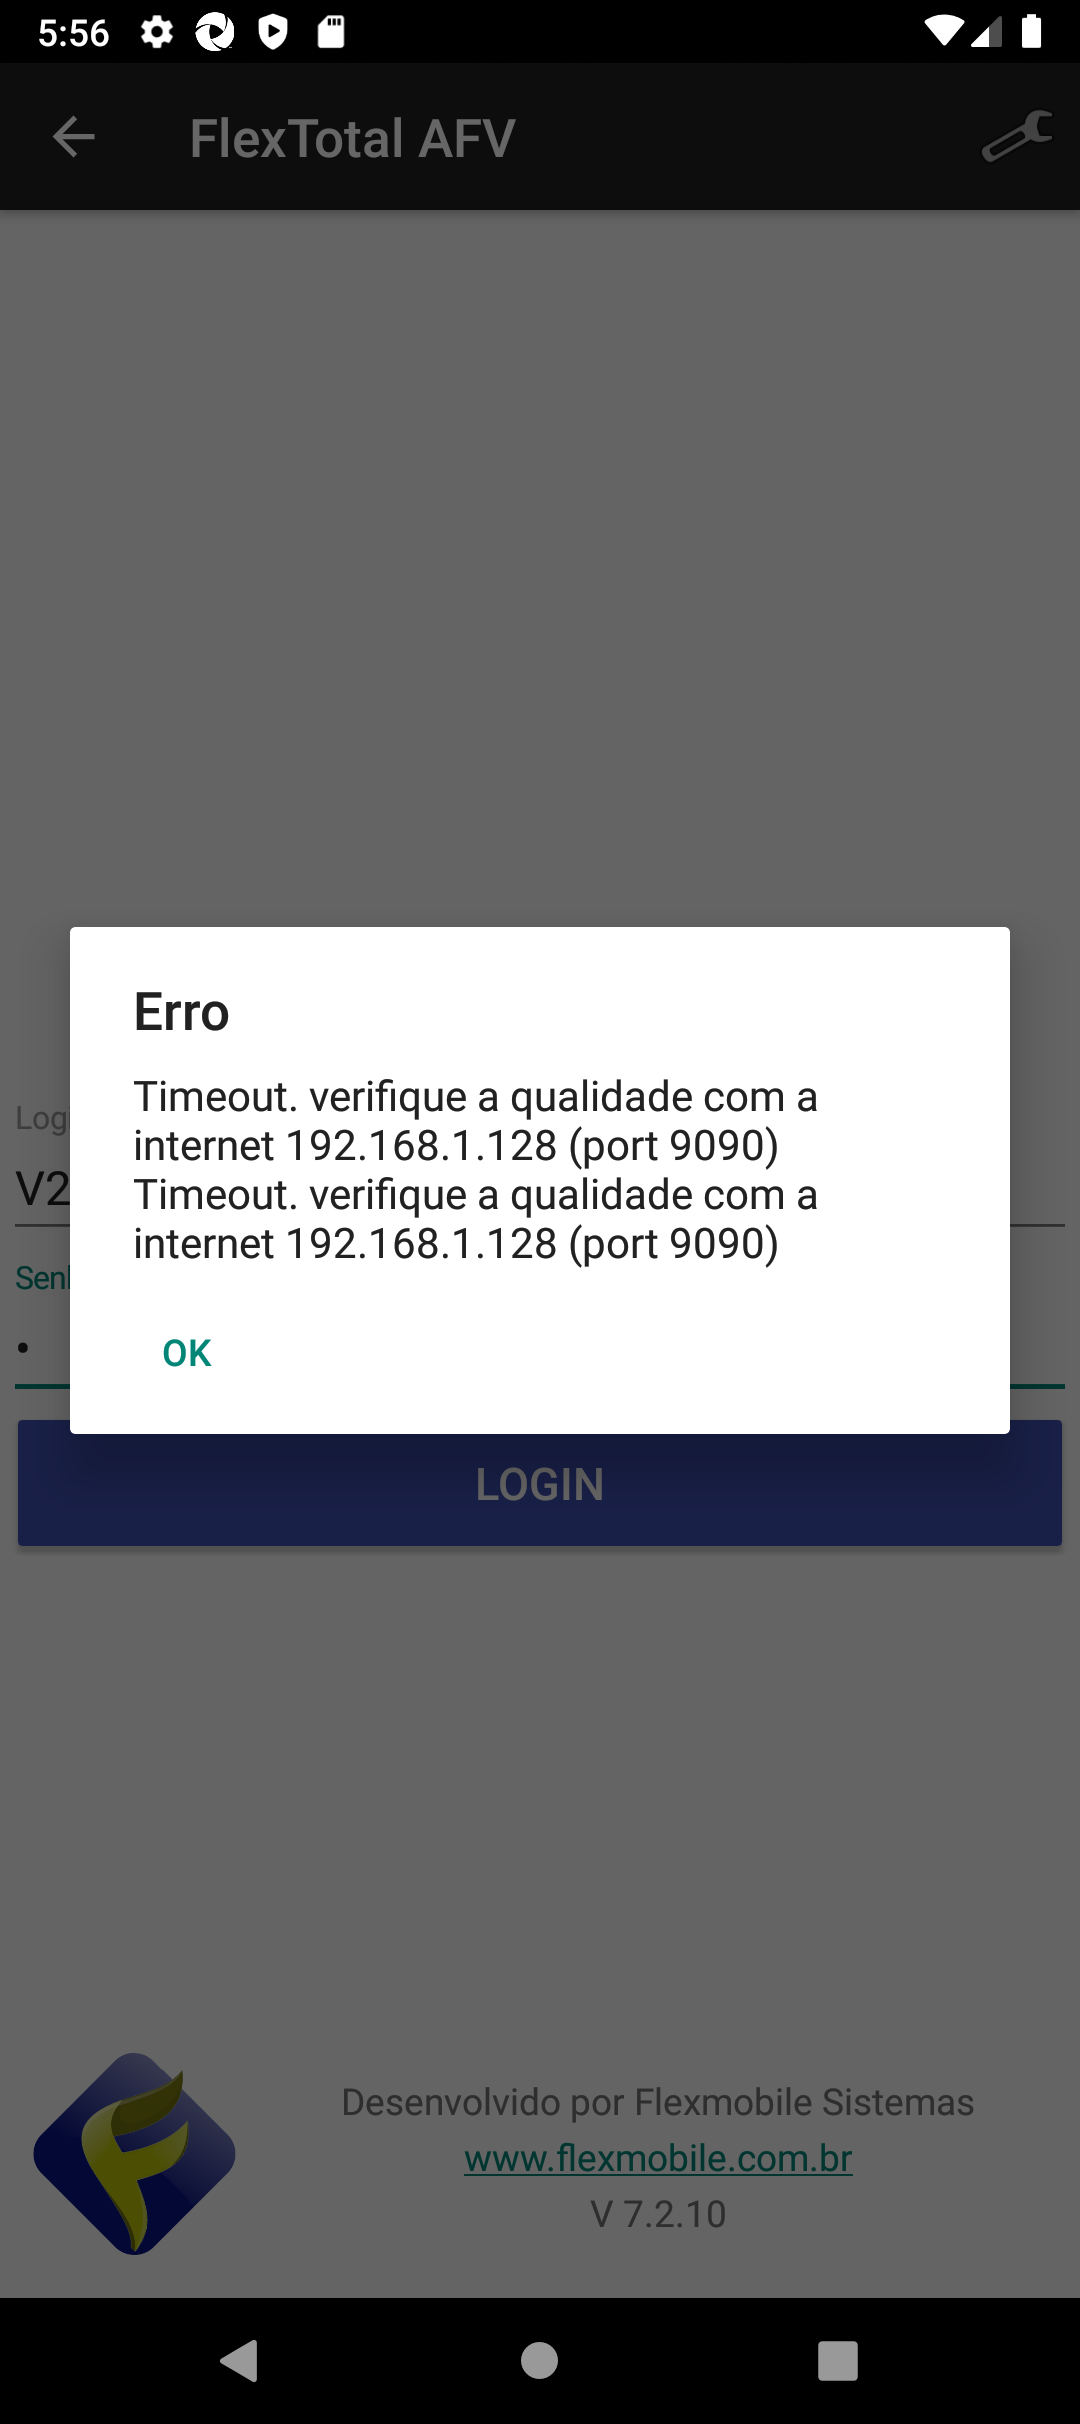 5:56
FlexTotal AFV
Erro
Timeout. verifique a qualidade com a
internet 192.168.1.128 (port 9090)
Timeout. verifique a qualidade com a
internet 192.168.1.128 (port 9090)
OK
V2
LOGIN
Desenvolvido por Flexmobile Sistemas
www.flexmobile.com.br
V 7.2.10